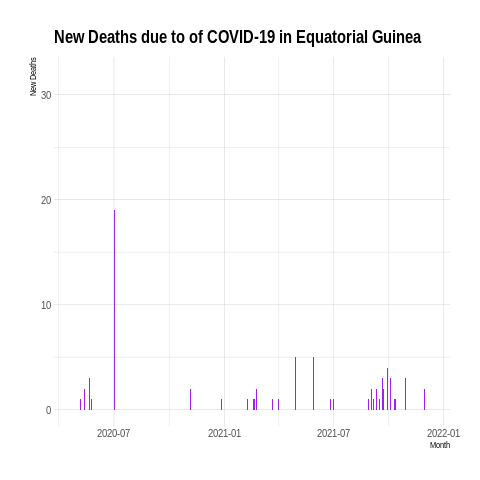 New Deaths due to of COVID-19 in Equatorial Guinea
New Deaths
30
20
10
0
2020-07
2021-01
2021-07
2022-01
Month